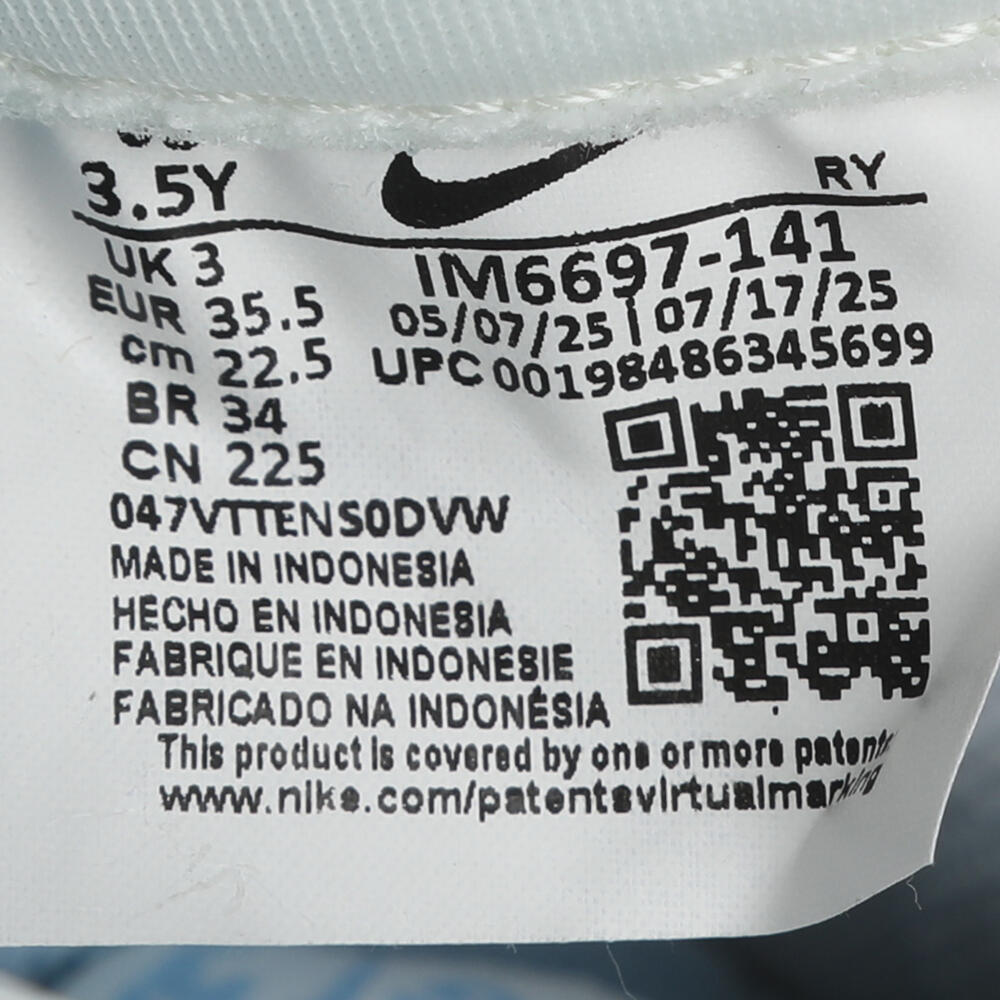 3.5Y
RY
UK 3
EUR 35.5
cm 22.5
BR 34
CN 225
IM6697-141
05/07/25 | 07/17/25
UPC 00198486345699
047VTTENS0DVW
MADE IN INDONESIA
HECHO EN INDONESIA
FABRIQUE EN INDONESIE
FABRICADO NA INDONÉSIA
This product is covered by one or more patents
www.nike.com/patentsvirtualmarking